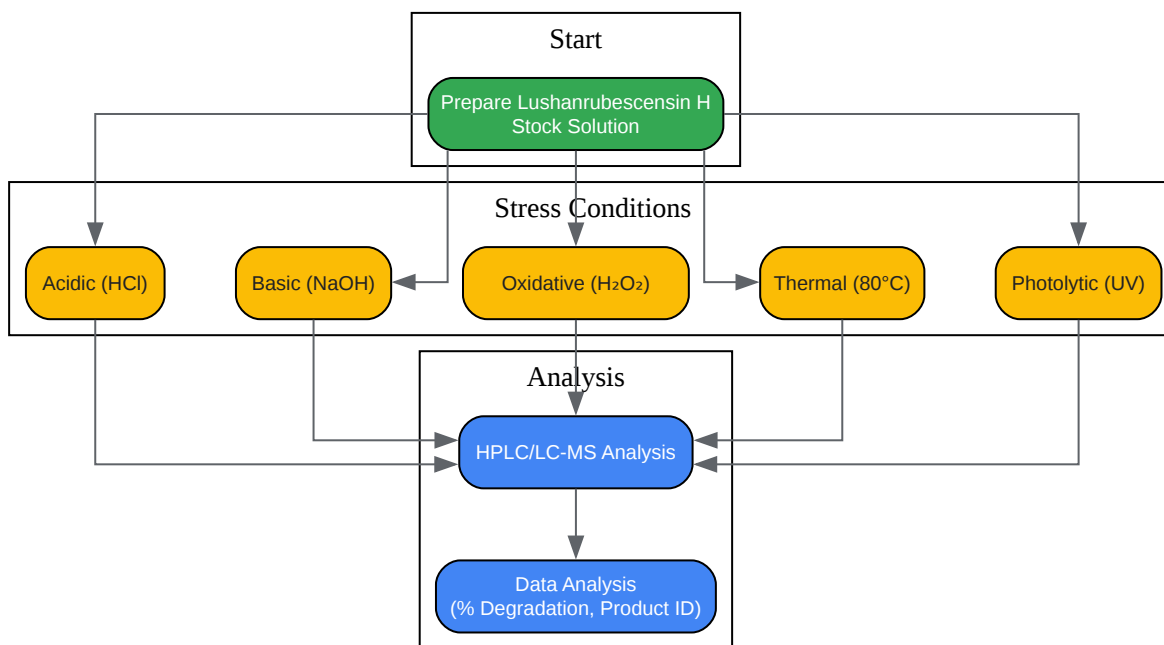 Start
Prepare Lushanrubescensin H
Stock Solution
Stress Conditions
Acidic (HCl)
Basic (NaOH)
Oxidative (H₂O₂)
Thermal (80°C)
Photolytic (UV)
Analysis
HPLC/LC-MS Analysis
Data Analysis
(% Degradation, Product ID)